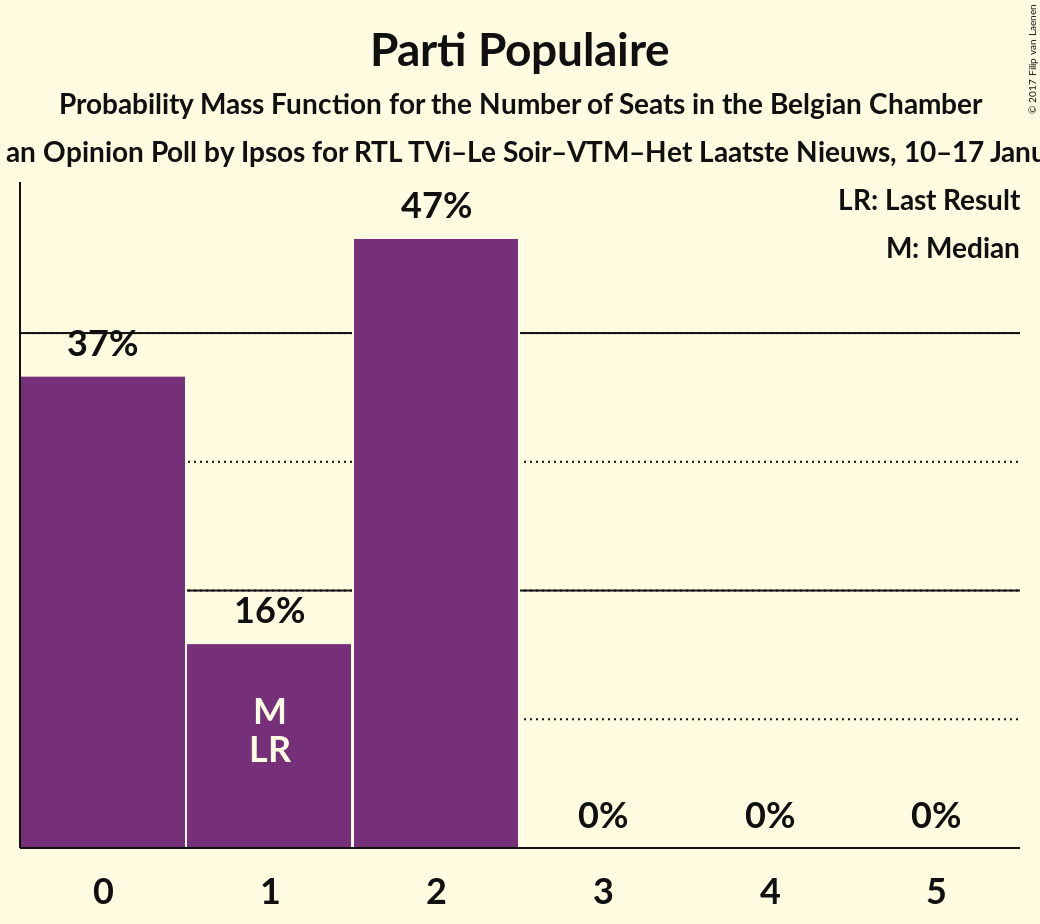 Parti Populaire
Probability Mass Function for the Number of Seats in the Belgian Chamber
an Opinion Poll by Ipsos for RTL TVi–Le Soir–VTM–Het Laatste Nieuws, 10–17 Janu
© 2017 Filip van Laenen
LR: Last Result
M: Median
47%
37%
16%
M
LR
0% 0% 0%
0 1 2 3 4 5